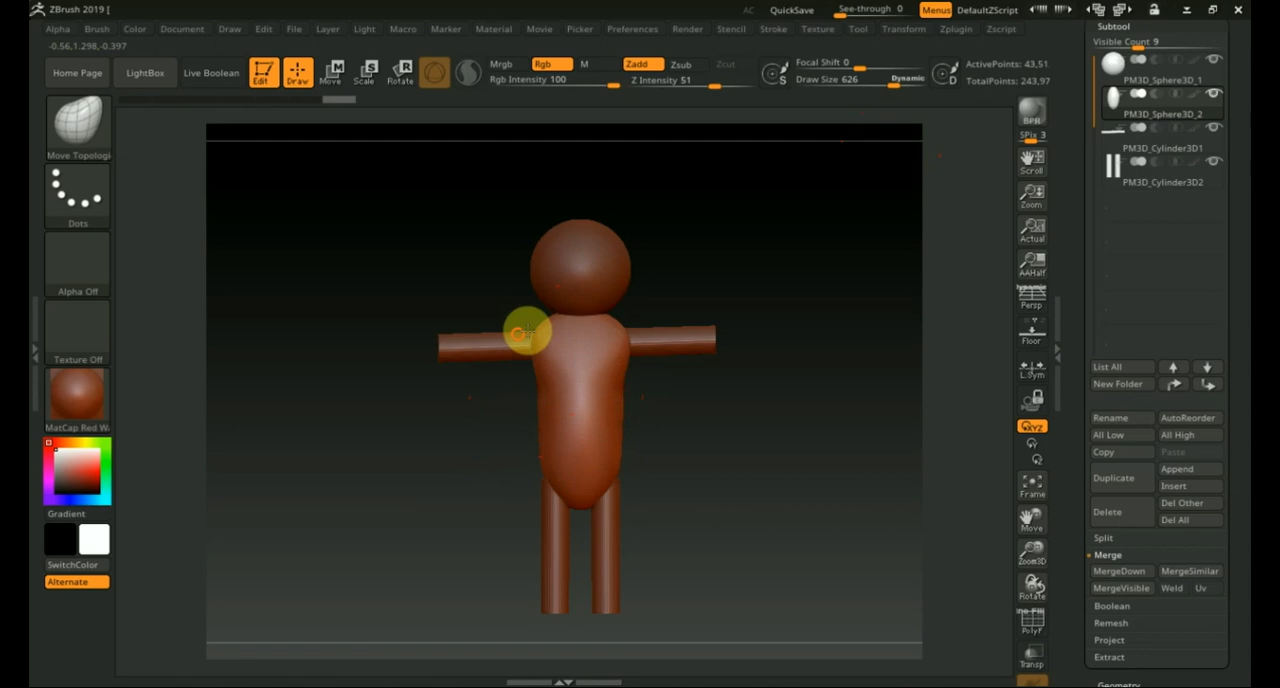 ZBrush 2019 [
AC QuickSave See-through 0 Menus DefaultZScript
Alpha Brush Color Document Draw Edit File Layer Light Macro Marker Material Movie Picker Preferences Render Stencil Stroke Texture Tool Transform Zplugin Zscript
-0.56,1.298,-0.397
Home Page LightBox Live Boolean Edit Draw Move Scale Rotate
Mrgb Rgb M Zadd Zsub Zcut
Rgb Intensity 100 Z Intensity 51
S Focal Shift 0
Draw Size 626 Dynamic
D ActivePoints: 43,51
TotalPoints: 243,97
Move Topologi
Dots
Alpha Off
Texture Off
MatCap Red W
Gradient
SwitchColor
Alternate
BPR
SPix 3
Scroll
Zoom
Actual
AAHalf
Dynamic
Persp
Floor
L.Sym
XYZ
Y
Z
Frame
Move
Zoom3D
Rotate
PolyF
Transp
Subtool
Visible Count 9
PM3D_Sphere3D_1
PM3D_Sphere3D_2
PM3D_Cylinder3D1
PM3D_Cylinder3D2
List All
New Folder
Rename AutoReorder
All Low All High
Copy Paste
Duplicate Append
Insert
Delete Del Other
Del All
Split
Merge
MergeDown MergeSimilar
MergeVisible Weld Uv
Boolean
Remesh
Project
Extract
Geometry